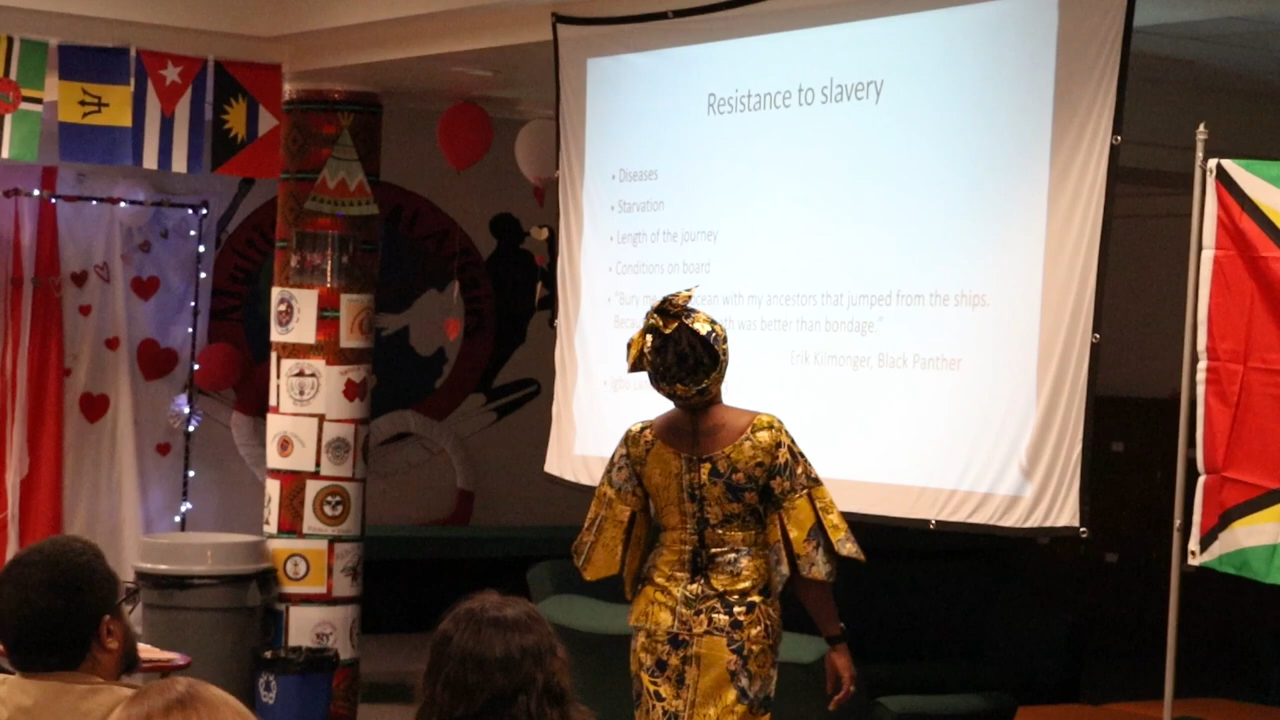 Resistance to slavery
• Diseases
• Starvation
• Length of the journey
• Conditions on board
• "Bury me ocean with my ancestors that jumped from the ships.
was better than bondage."
Erik Kilmonger, Black Panther